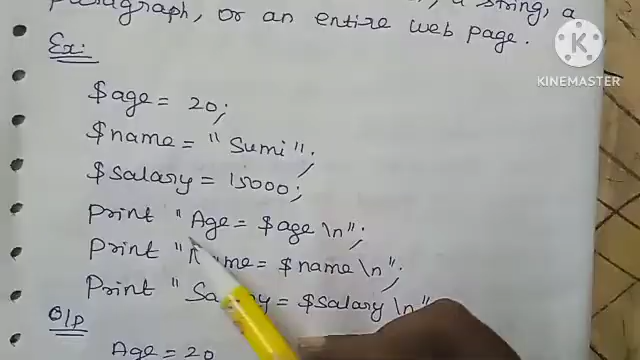 paragraph, or an entire web page.
Ex:
$age = 20;
$name = "Sumi";
$salary = 15000;
Print "Age = $age \n";
Print "Name = $name \n";
Print "Salary = $salary \n"
O/p
Age = 20
KINEMASTER